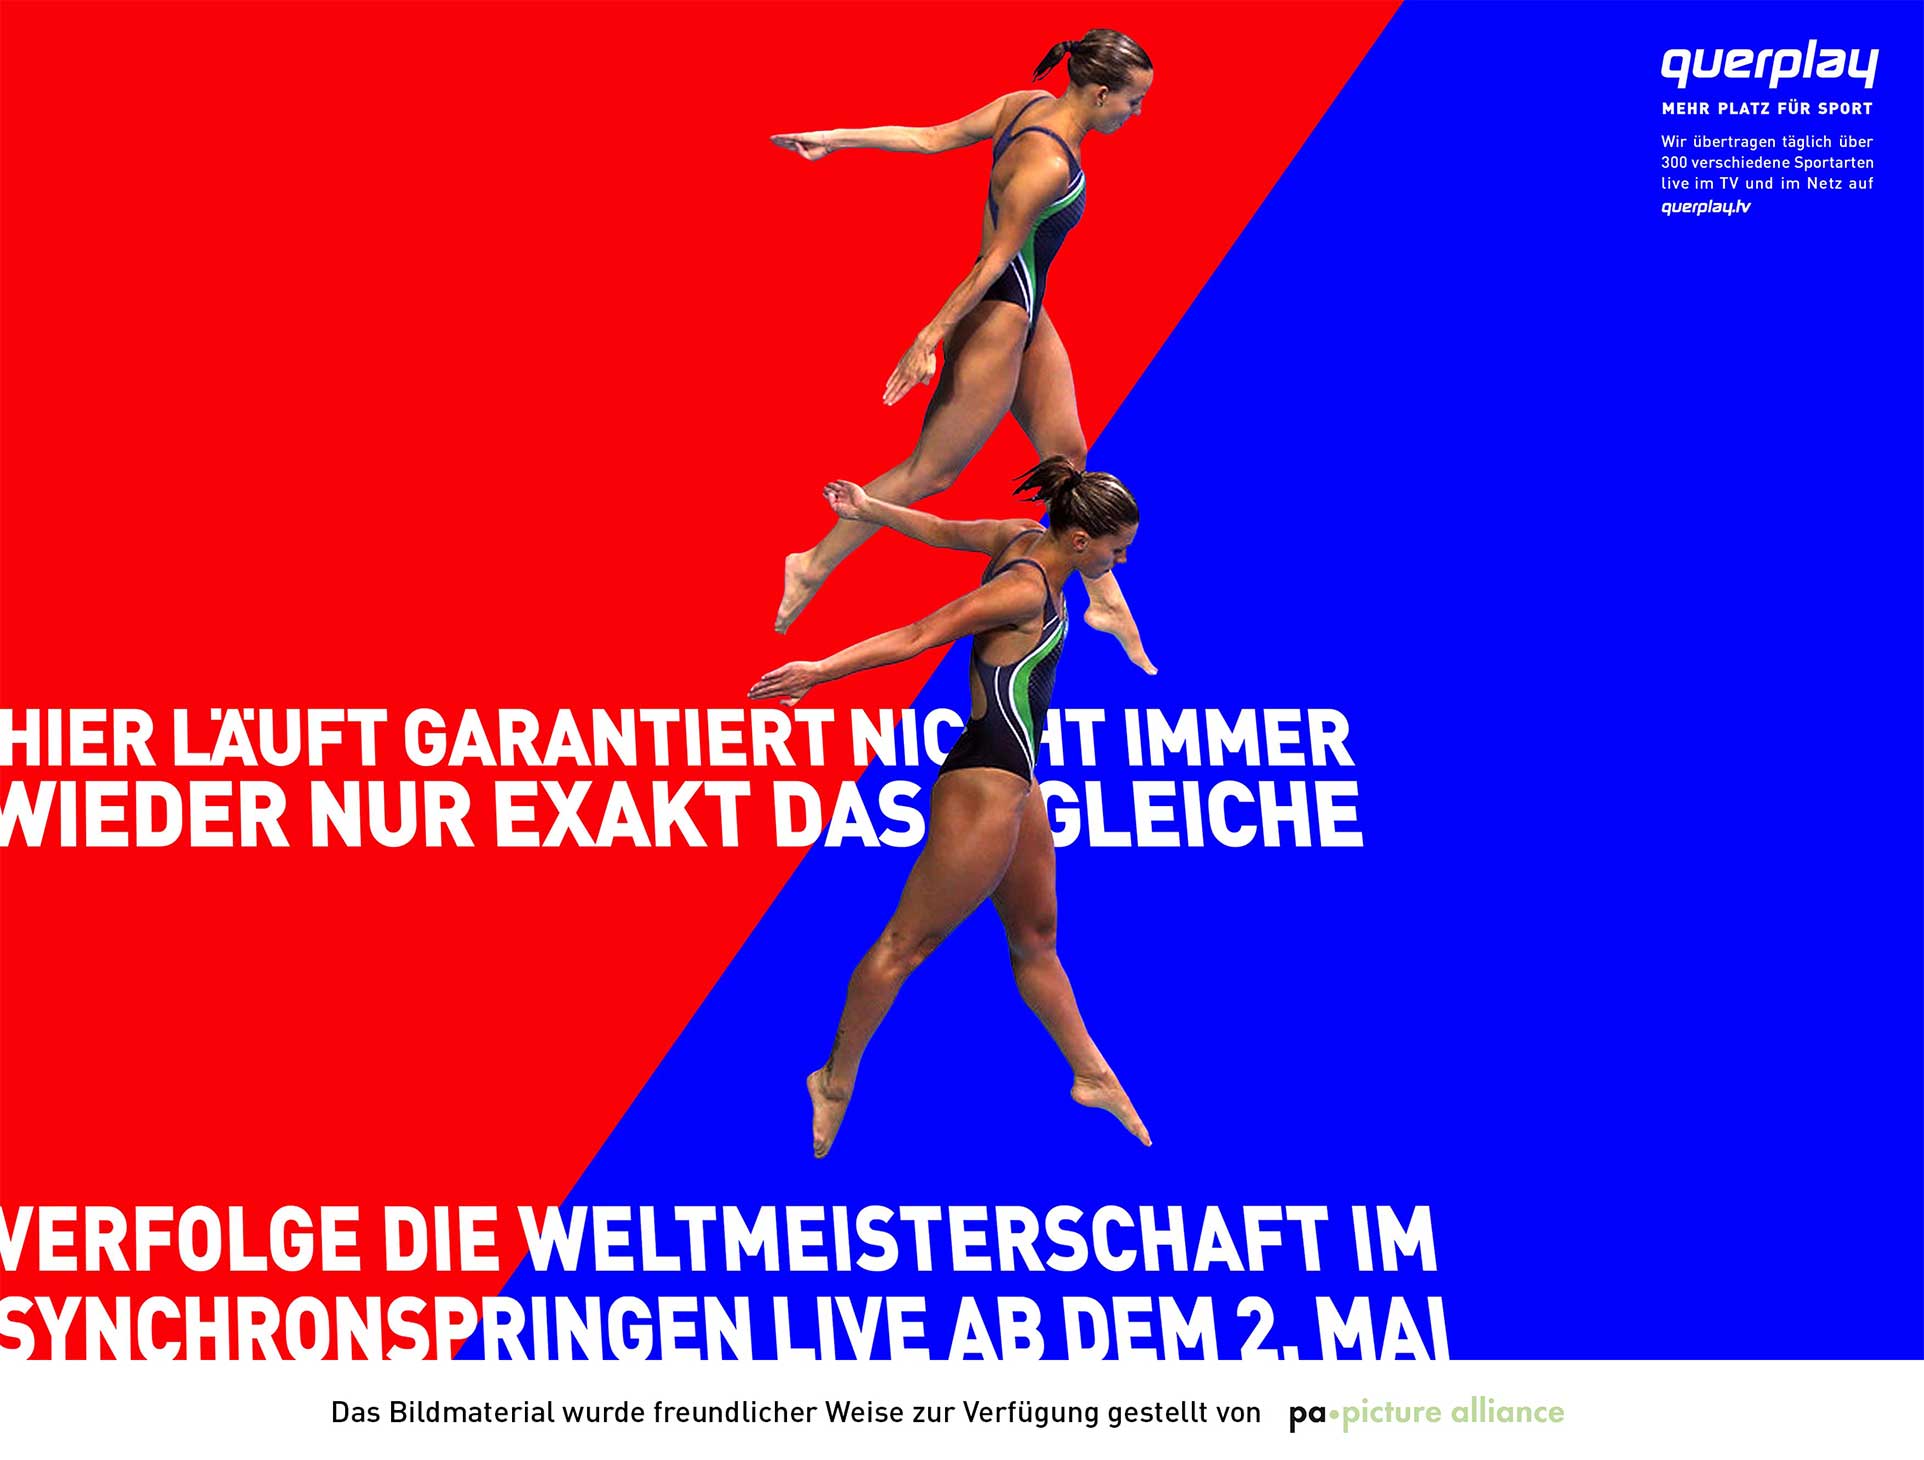 querplay
MEHR PLATZ FÜR SPORT
Wir übertragen täglich über
300 verschiedene Sportarten
live im TV und im Netz auf
querplay.tv
HIER LÄUFT GARANTIERT NICHT IMMER
WIEDER NUR EXAKT DAS GLEICHE
VERFOLGE DIE WELTMEISTERSCHAFT IM
SYNCHRONSPRINGEN LIVE AB DEM 2. MAI
Das Bildmaterial wurde freundlicher Weise zur Verfügung gestellt von pa•picture alliance